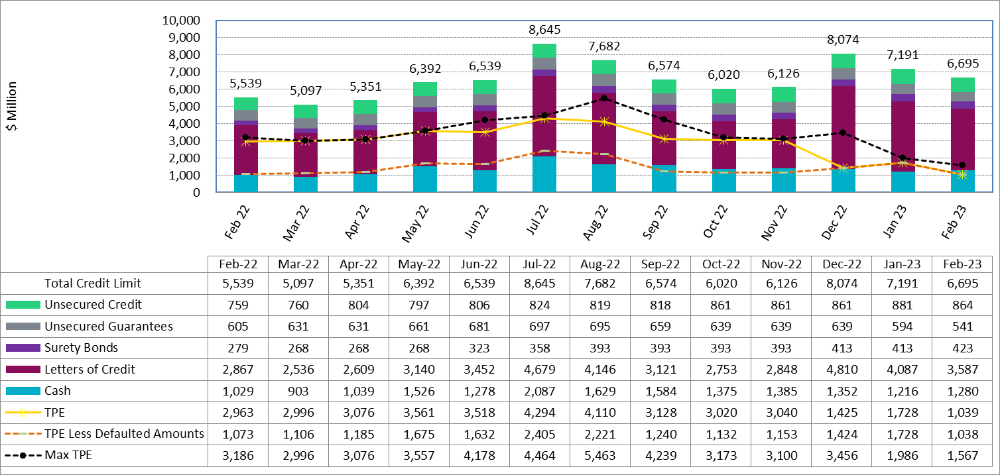 10,000
8,645
9,000
8,074
7,682
8,000
7,191
6,695
7,000
6,539
6,574
6,392
6,126
6,020
6,000
5,539
5,351
5,097
5,000
4,000
3,000
2,000
1,000
0
$ Million
Feb 22 Mar 22 Apr 22 May 22 Jun 22 Jul 22 Aug 22 Sep 22 Oct 22 Nov 22 Dec 22 Jan 23 Feb 23
Feb-22 Mar-22 Apr-22 May-22 Jun-22 Jul-22 Aug-22 Sep-22 Oct-22 Nov-22 Dec-22 Jan-23 Feb-23
Total Credit Limit 5,539 5,097 5,351 6,392 6,539 8,645 7,682 6,574 6,020 6,126 8,074 7,191 6,695
Unsecured Credit 759 760 804 797 806 824 819 818 861 861 861 881 864
Unsecured Guarantees 605 631 631 661 681 697 695 659 639 639 639 594 541
Surety Bonds 279 268 268 268 323 358 393 393 393 393 413 413 423
Letters of Credit 2,867 2,536 2,609 3,140 3,452 4,679 4,146 3,121 2,753 2,848 4,810 4,087 3,587
Cash 1,029 903 1,039 1,526 1,278 2,087 1,629 1,584 1,375 1,385 1,352 1,216 1,280
TPE 2,963 2,996 3,076 3,561 3,518 4,294 4,110 3,128 3,020 3,040 1,425 1,728 1,039
TPE Less Defaulted Amounts 1,073 1,106 1,185 1,675 1,632 2,405 2,221 1,240 1,132 1,153 1,424 1,728 1,038
Max TPE 3,186 2,996 3,076 3,557 4,178 4,464 5,463 4,239 3,173 3,100 3,456 1,986 1,567